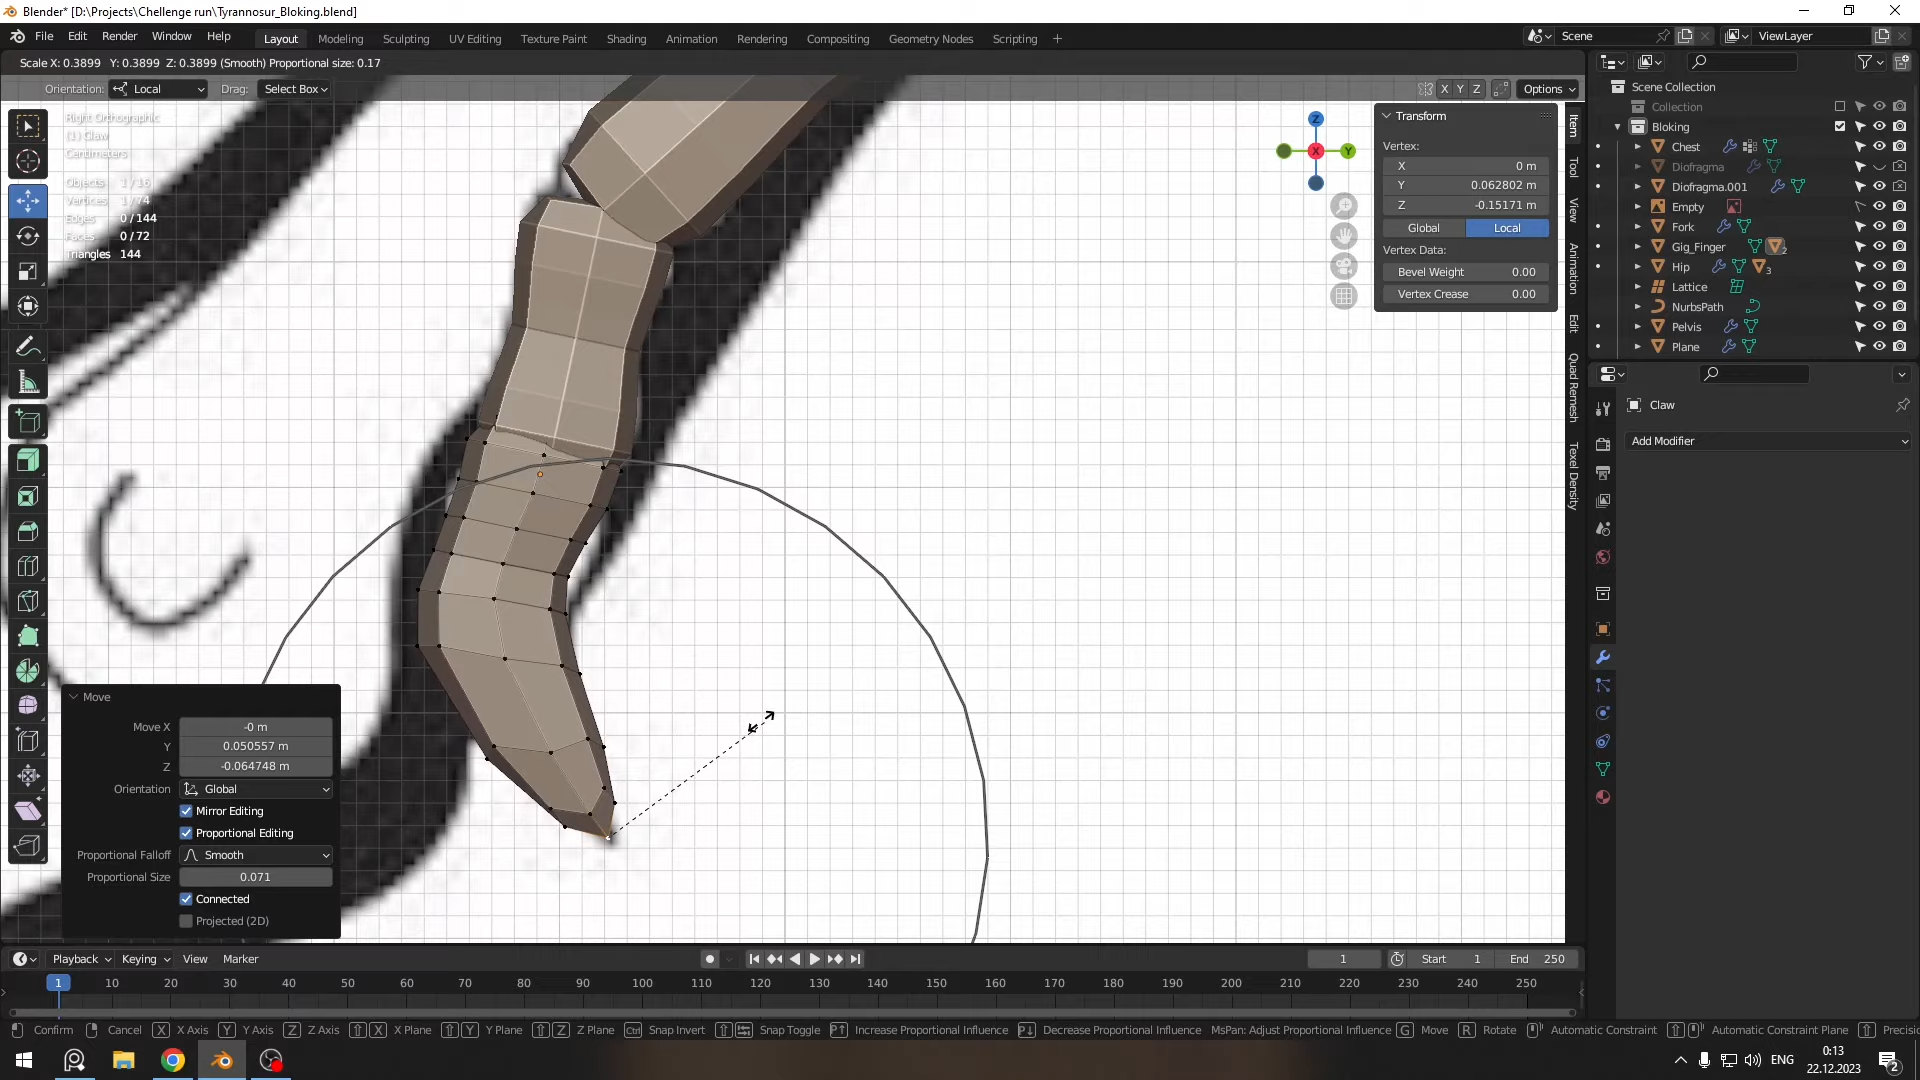 Blender* [D:\Projects\Chellenge run\Tyrannosur_Bloking.blend]
File Edit Render Window Help Layout Modeling Sculpting UV Editing Texture Paint Shading Animation Rendering Compositing Geometry Nodes Scripting + Scene ViewLayer
Scale X: 0.3899 Y: 0.3899 Z: 0.3899 (Smooth) Proportional size: 0.17
Orientation: Local Drag: Select Box X Y Z Options
Right Orthographic
(1) Claw
Centimeters
Objects 1/16
Vertices 1/74
Edges 0/144
Faces 0/72
Triangles 144
Z
X
Y
Transform
Vertex:
X 0 m
Y 0.062802 m
Z -0.15171 m
Global Local
Vertex Data:
Bevel Weight 0.00
Vertex Crease 0.00
Item
Tool
View
Animation
Edit
Quad Remesh
Texel Density
Scene Collection
Collection
Bloking
Chest
Diofragma
Diofragma.001
Empty
Fork
Gig_Finger 2
Hip 3
Lattice
NurbsPath
Pelvis
Plane
Claw
Add Modifier
Move
Move X -0 m
Y 0.050557 m
Z -0.064748 m
Orientation Global
Mirror Editing
Proportional Editing
Proportional Falloff Smooth
Proportional Size 0.071
Connected
Projected (2D)
Playback Keying View Marker 1 Start 1 End 250
1 10 20 30 40 50 60 70 80 90 100 110 120 130 140 150 160 170 180 190 200 210 220 230 240 250
Confirm Cancel X X Axis Y Y Axis Z Z Axis X X Plane Y Y Plane Z Z Plane Ctrl Snap Invert Snap Toggle P Increase Proportional Influence P Decrease Proportional Influence MsPan: Adjust Proportional Influence G Move R Rotate Automatic Constraint Automatic Constraint Plane Precisic
ENG
0:13
22.12.2023
2